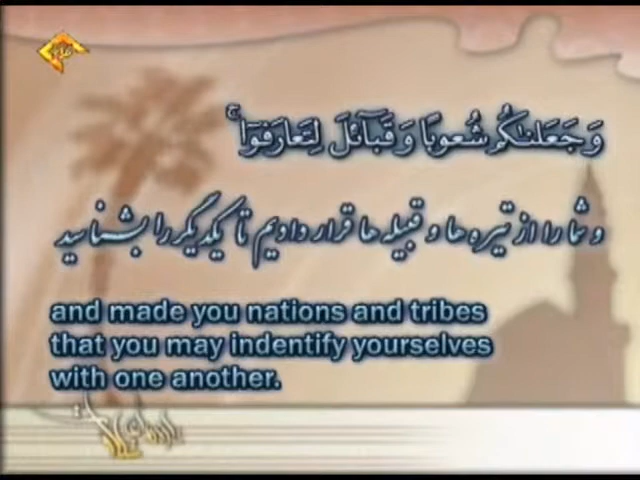 وَ جَعَلْنَاكُمْ شُعُوبًا وَ قَبَآئِلَ لِتَعَارَفُوٓا۟ ۚ
و شما را از تیره ها و قبیله ها قرار دادیم تا یکدیگر را بشناسید
and made you nations and tribes
that you may indentify yourselves
with one another.